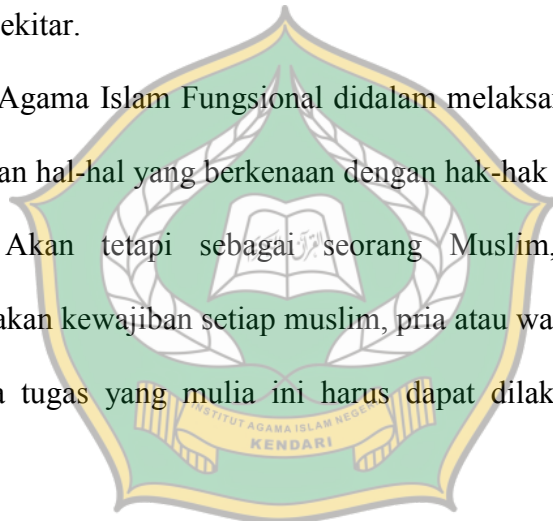 ekitar.
Agama Islam Fungsional didalam melaksan
an hal-hal yang berkenaan dengan hak-hak
Akan tetapi sebagai seorang Muslim,
akan kewajiban setiap muslim, pria atau wa
a tugas yang mulia ini harus dapat dilak
INSTITUT AGAMA ISLAM NEGERI
KENDARI